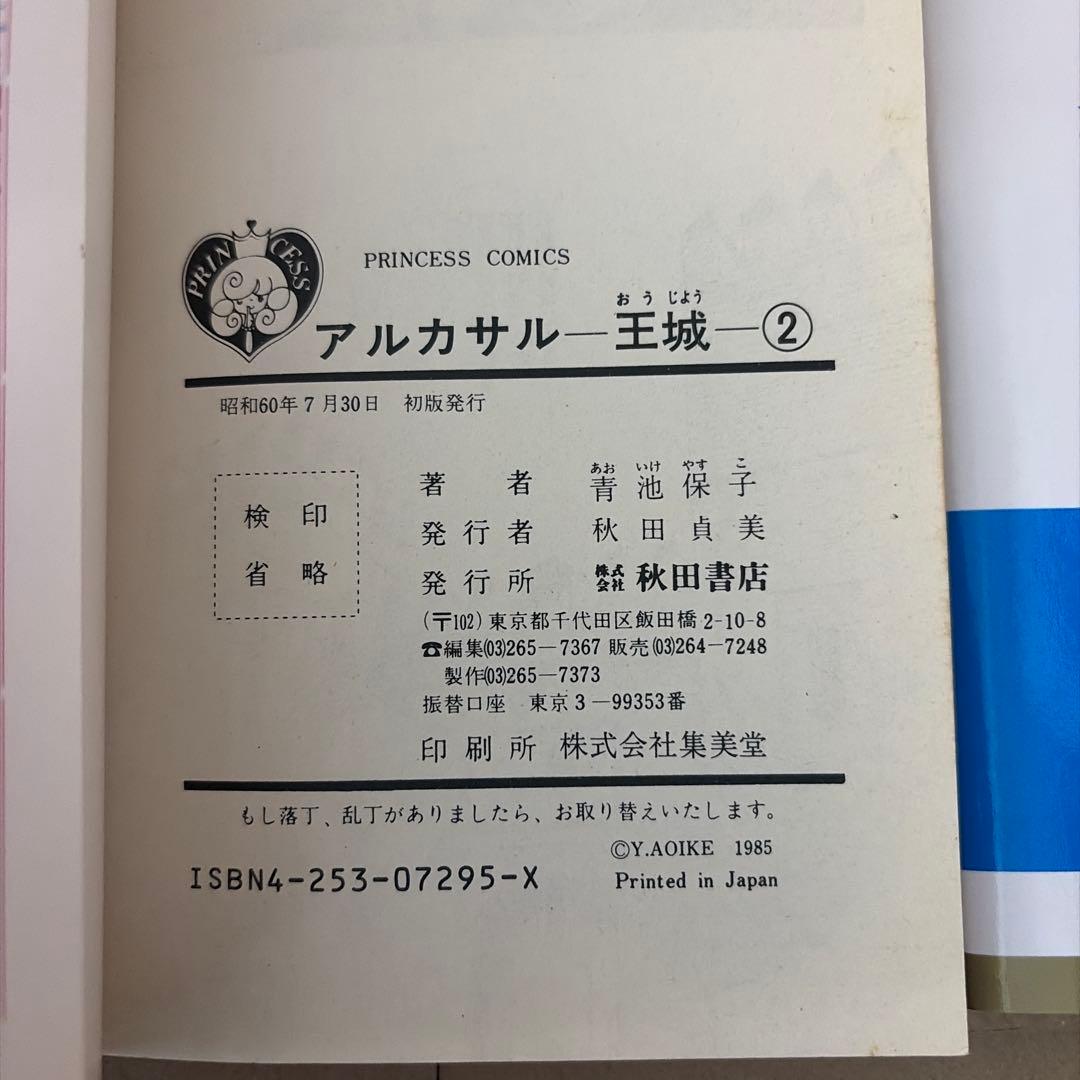 PRINCESS
PRINCESS COMICS
おうじょう
アルカサル―王城―②
昭和60年7月30日 初版発行
検印
省略
あおいけやすこ
著者 青池保子
発行者 秋田貞美
発行所 株式会社 秋田書店
(〒102) 東京都千代田区飯田橋2-10-8
☎編集(03)265-7367 販売(03)264-7248
製作(03)265-7373
振替口座 東京3-99353番
印刷所 株式会社集美堂
もし落丁、乱丁がありましたら、お取り替えいたします。
©Y.AOIKE 1985
ISBN4-253-07295-X
Printed in Japan